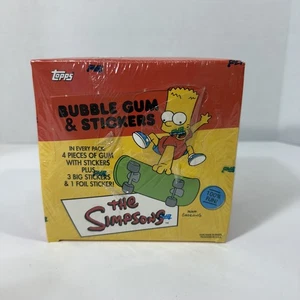 Topps
BUBBLE GUM
& STICKERS
IN EVERY PACK:
4 PIECES OF GUM
WITH STICKERS
PLUS
3 BIG STICKERS
& 1 FOIL STICKER!
THE
SIMPSONS